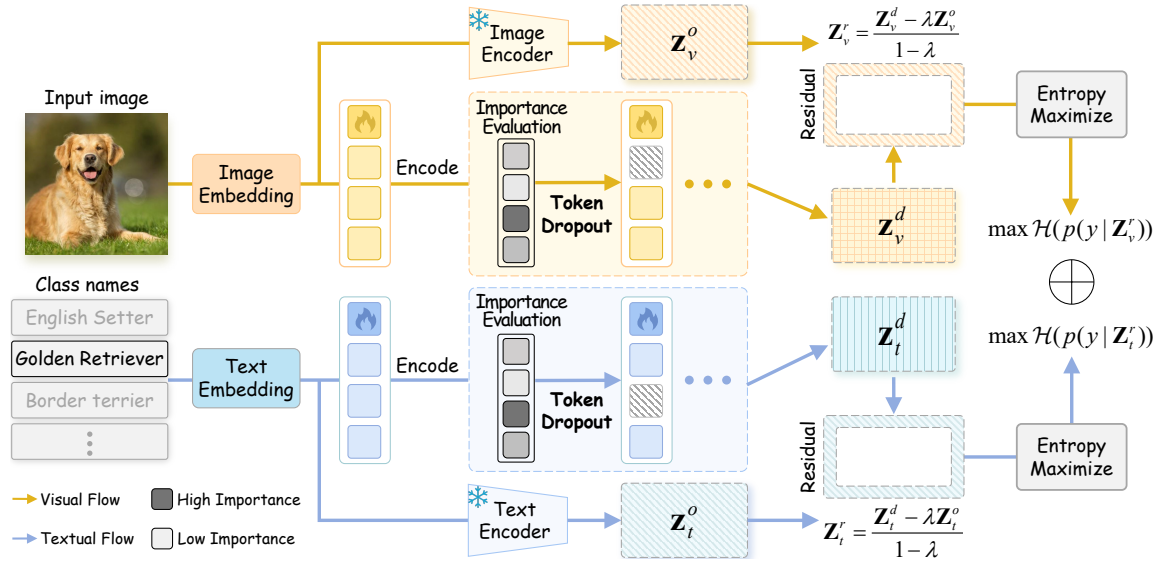 Input image
Image
Embedding
Encode
Image
Encoder
Z_v^o
Z_v^r = (Z_v^d − λZ_v^o) / (1 − λ)
Importance
Evaluation
Token
Dropout
Z_v^d
Residual
Entropy
Maximize
max H(p(y | Z_v^r))
Class names
English Setter
Golden Retriever
Border terrier
Text
Embedding
Encode
Importance
Evaluation
Token
Dropout
Z_t^d
Residual
max H(p(y | Z_t^r))
Entropy
Maximize
Text
Encoder
Z_t^o
Z_t^r = (Z_t^d − λZ_t^o) / (1 − λ)
Visual Flow
High Importance
Textual Flow
Low Importance